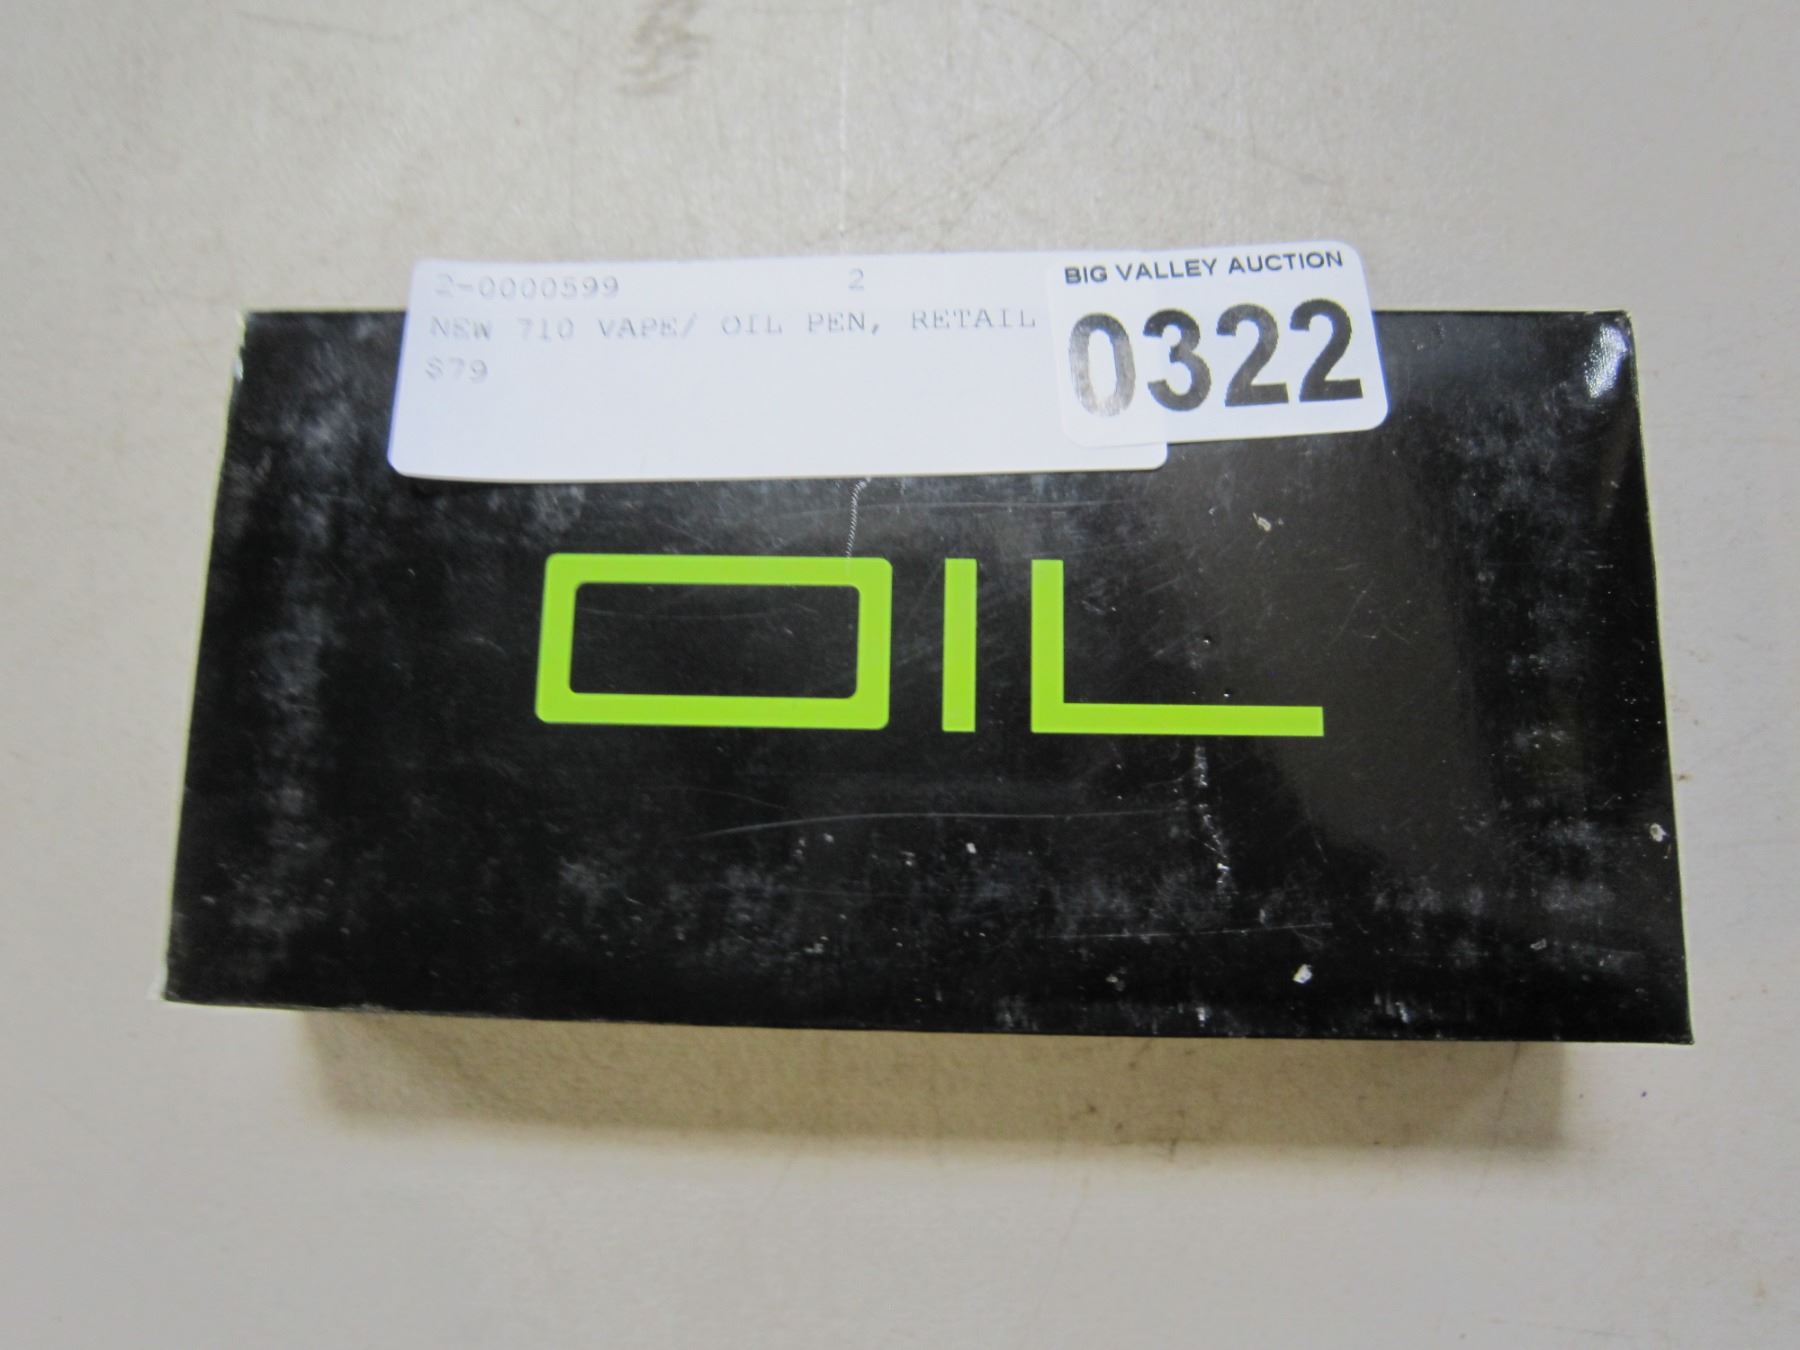 2-0000599 2
NEW 710 VAPE/ OIL PEN, RETAIL
$79
BIG VALLEY AUCTION
0322
OIL